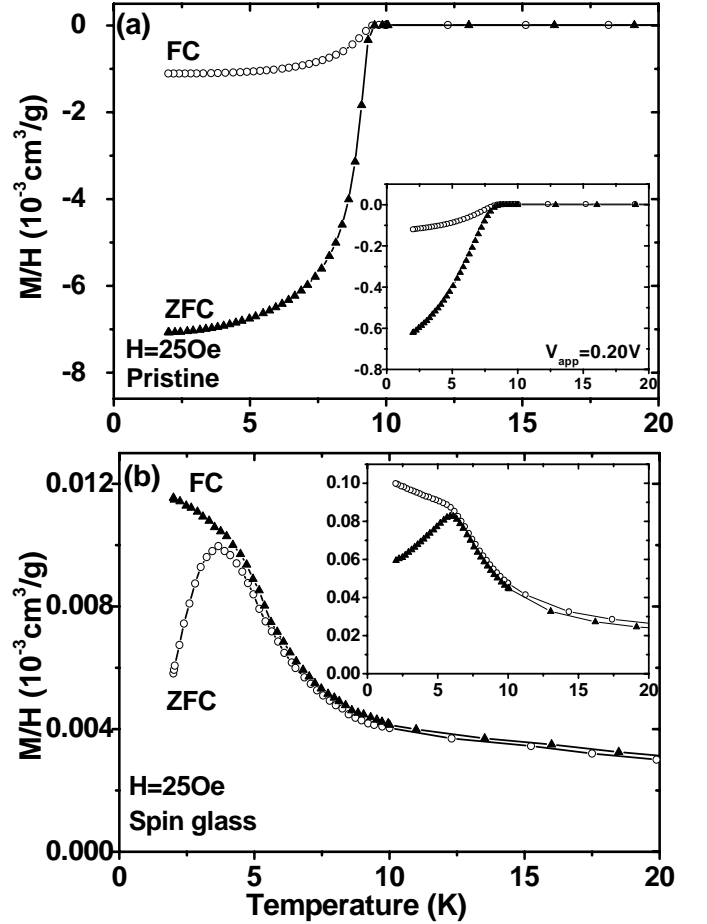 (a)
FC
ZFC
H=25Oe
Pristine
M/H (10⁻³cm³/g)
0
-2
-4
-6
-8
0 5 10 15 20
0.0
-0.2
-0.4
-0.6
-0.8
0 5 10 15 20
V_app=0.20V
(b)
FC
ZFC
H=25Oe
Spin glass
M/H (10⁻³cm³/g)
0.012
0.008
0.004
0.000
0 5 10 15 20
0.10
0.08
0.06
0.04
0.02
0.00
0 5 10 15 20
Temperature (K)